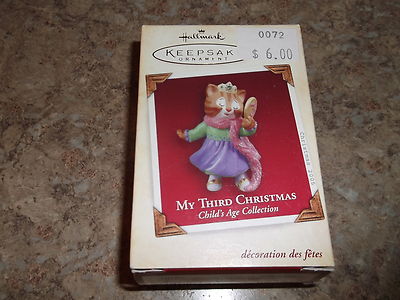 Hallmark
0072
KEEPSAK
$ 6.00
ORNAMENT
MY THIRD CHRISTMAS
Child's Age Collection
décoration des fêtes